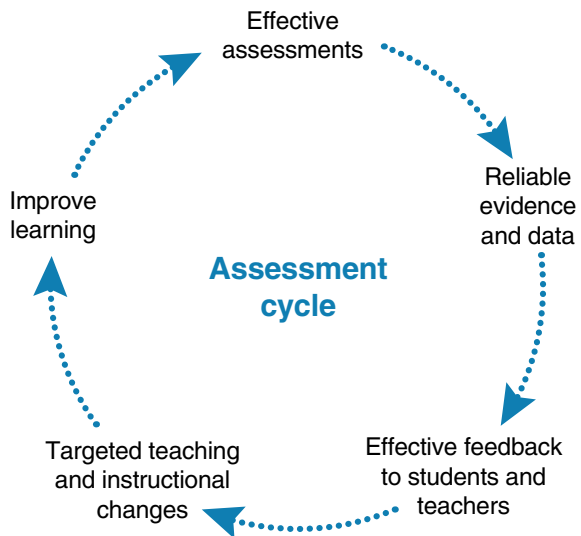 Effective
assessments
Reliable
evidence
and data
Effective feedback
to students and
teachers
Targeted teaching
and instructional
changes
Improve
learning
Assessment
cycle